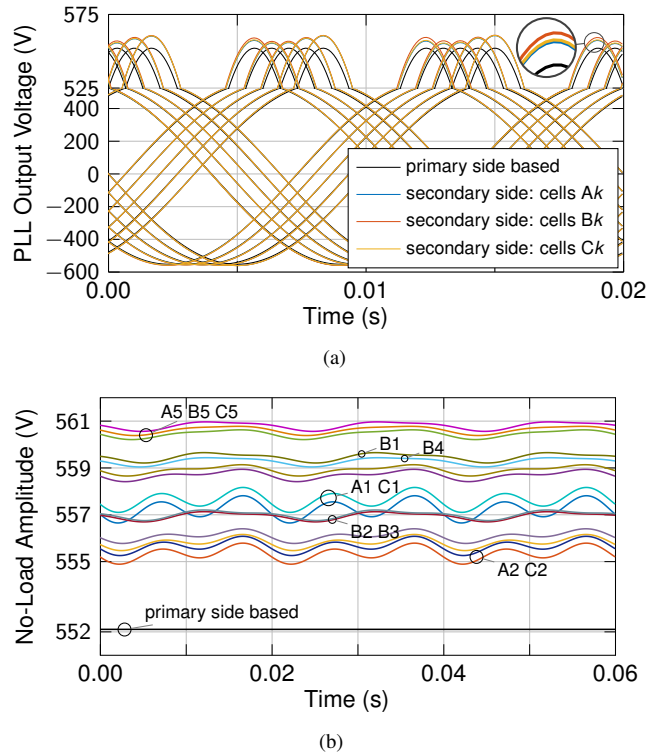 575
525
400
200
0
−200
−400
−600
PLL Output Voltage (V)
primary side based
secondary side: cells Ak
secondary side: cells Bk
secondary side: cells Ck
0.00
0.01
0.02
Time (s)
(a)
561
559
557
555
552
No-Load Amplitude (V)
A5 B5 C5
B1
B4
A1 C1
B2 B3
A2 C2
primary side based
0.00
0.02
0.04
0.06
Time (s)
(b)